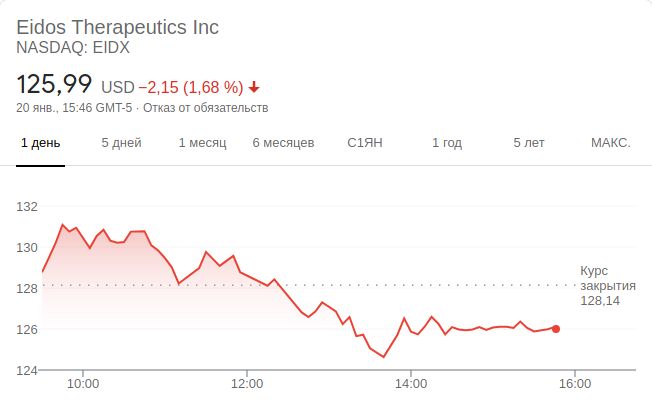 Eidos Therapeutics Inc
NASDAQ: EIDX
125,99 USD −2,15 (1,68 %)
20 янв., 15:46 GMT-5 · Отказ от обязательств
1 день 5 дней 1 месяц 6 месяцев С1ЯН 1 год 5 лет МАКС.
132
130
128
126
124
Курс
закрытия
128,14
10:00 12:00 14:00 16:00